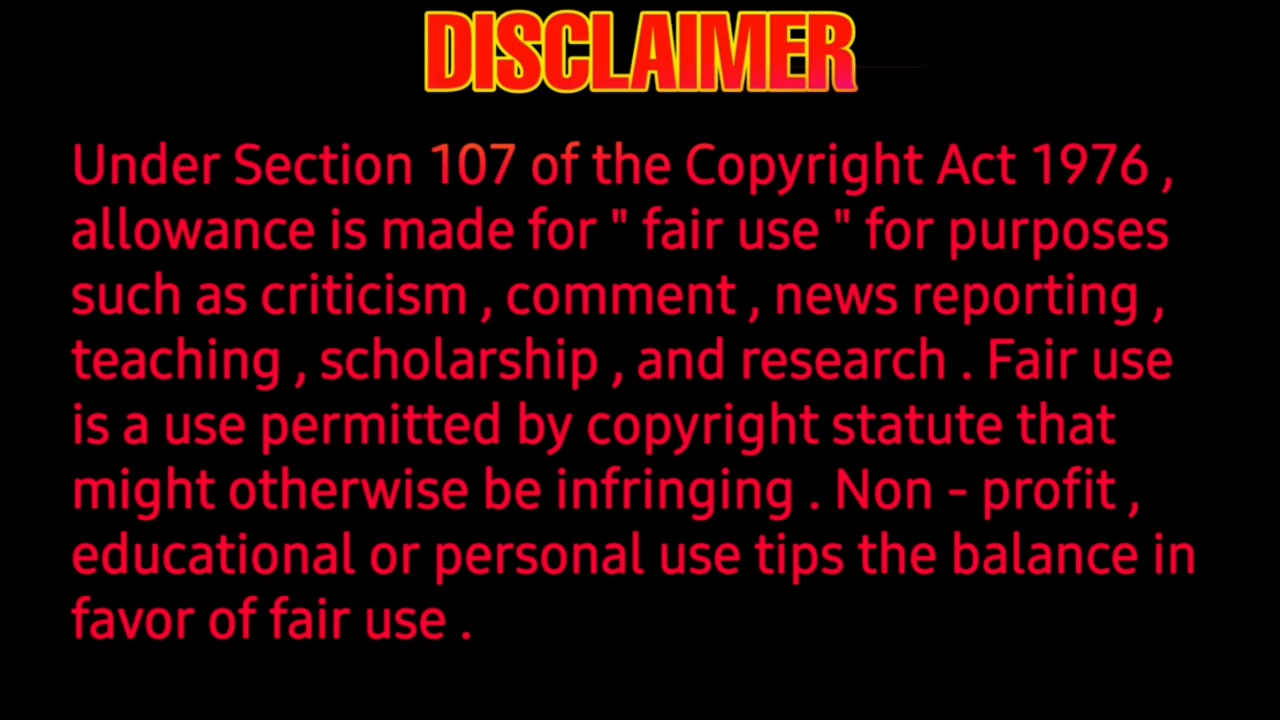 DISCLAIMER
Under Section 107 of the Copyright Act 1976 ,
allowance is made for " fair use " for purposes
such as criticism , comment , news reporting ,
teaching , scholarship , and research . Fair use
is a use permitted by copyright statute that
might otherwise be infringing . Non - profit ,
educational or personal use tips the balance in
favor of fair use .